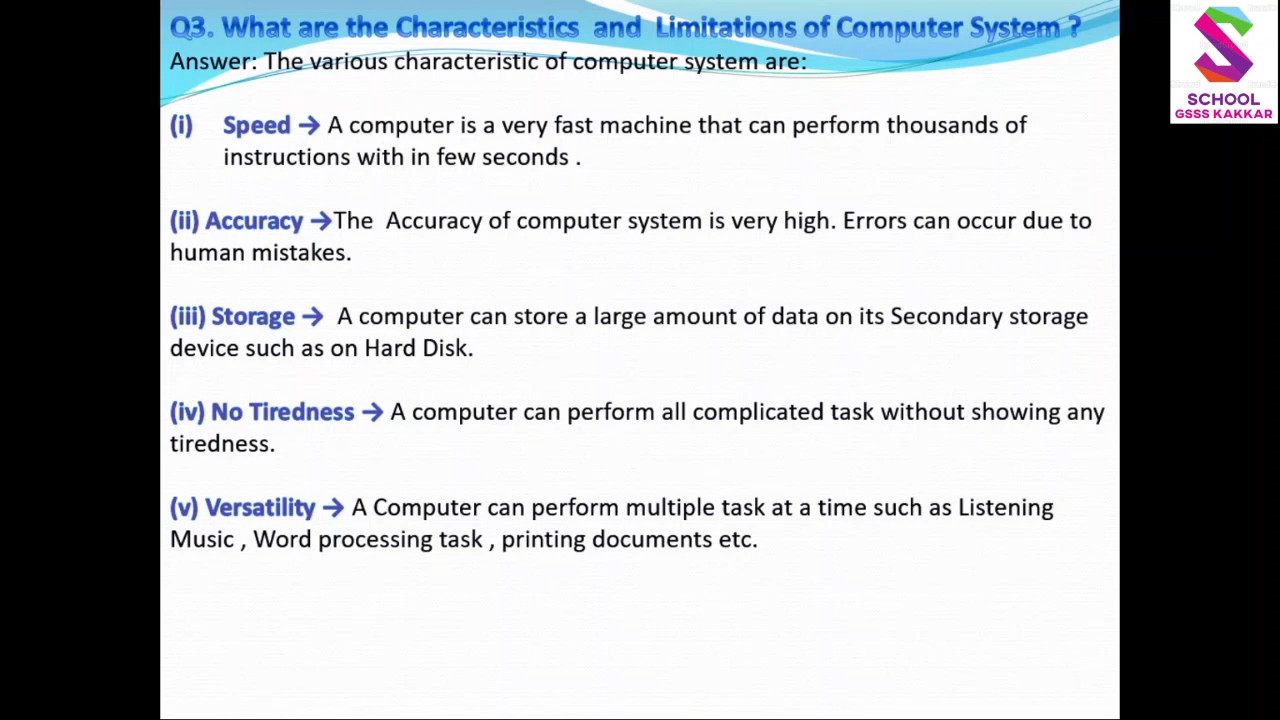 Q3. What are the Characteristics and Limitations of Computer System ?
Answer: The various characteristic of computer system are:
(i) Speed → A computer is a very fast machine that can perform thousands of
instructions with in few seconds .
(ii) Accuracy →The Accuracy of computer system is very high. Errors can occur due to
human mistakes.
(iii) Storage → A computer can store a large amount of data on its Secondary storage
device such as on Hard Disk.
(iv) No Tiredness → A computer can perform all complicated task without showing any
tiredness.
(v) Versatility → A Computer can perform multiple task at a time such as Listening
Music , Word processing task , printing documents etc.
SCHOOL
GSSS KAKKAR